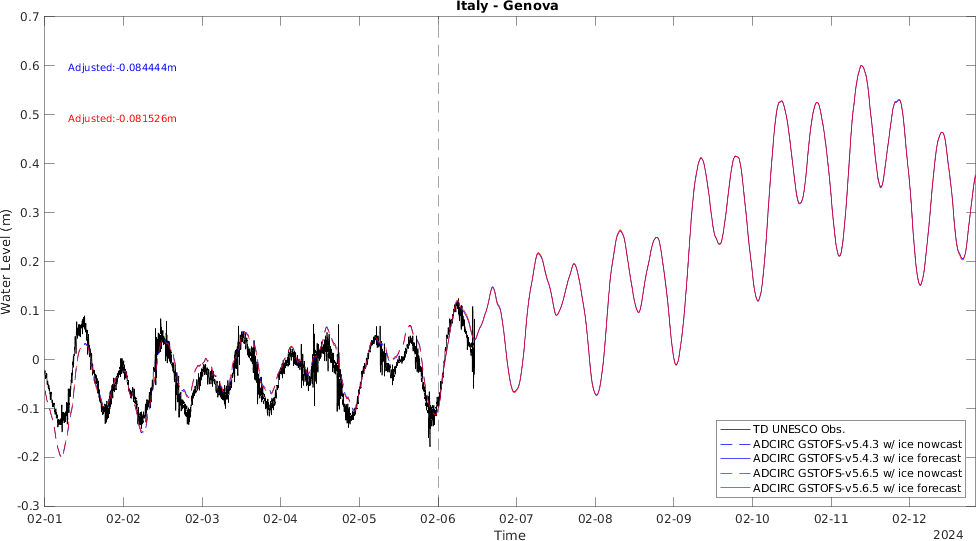 Italy - Genova
0.7
0.6
0.5
0.4
0.3
0.2
0.1
0
-0.1
-0.2
-0.3
Water Level (m)
Adjusted:-0.084444m
Adjusted:-0.081526m
TD UNESCO Obs.
ADCIRC GSTOFS-v5.4.3 w/ ice nowcast
ADCIRC GSTOFS-v5.4.3 w/ ice forecast
ADCIRC GSTOFS-v5.6.5 w/ ice nowcast
ADCIRC GSTOFS-v5.6.5 w/ ice forecast
02-01 02-02 02-03 02-04 02-05 02-06 02-07 02-08 02-09 02-10 02-11 02-12
Time
2024